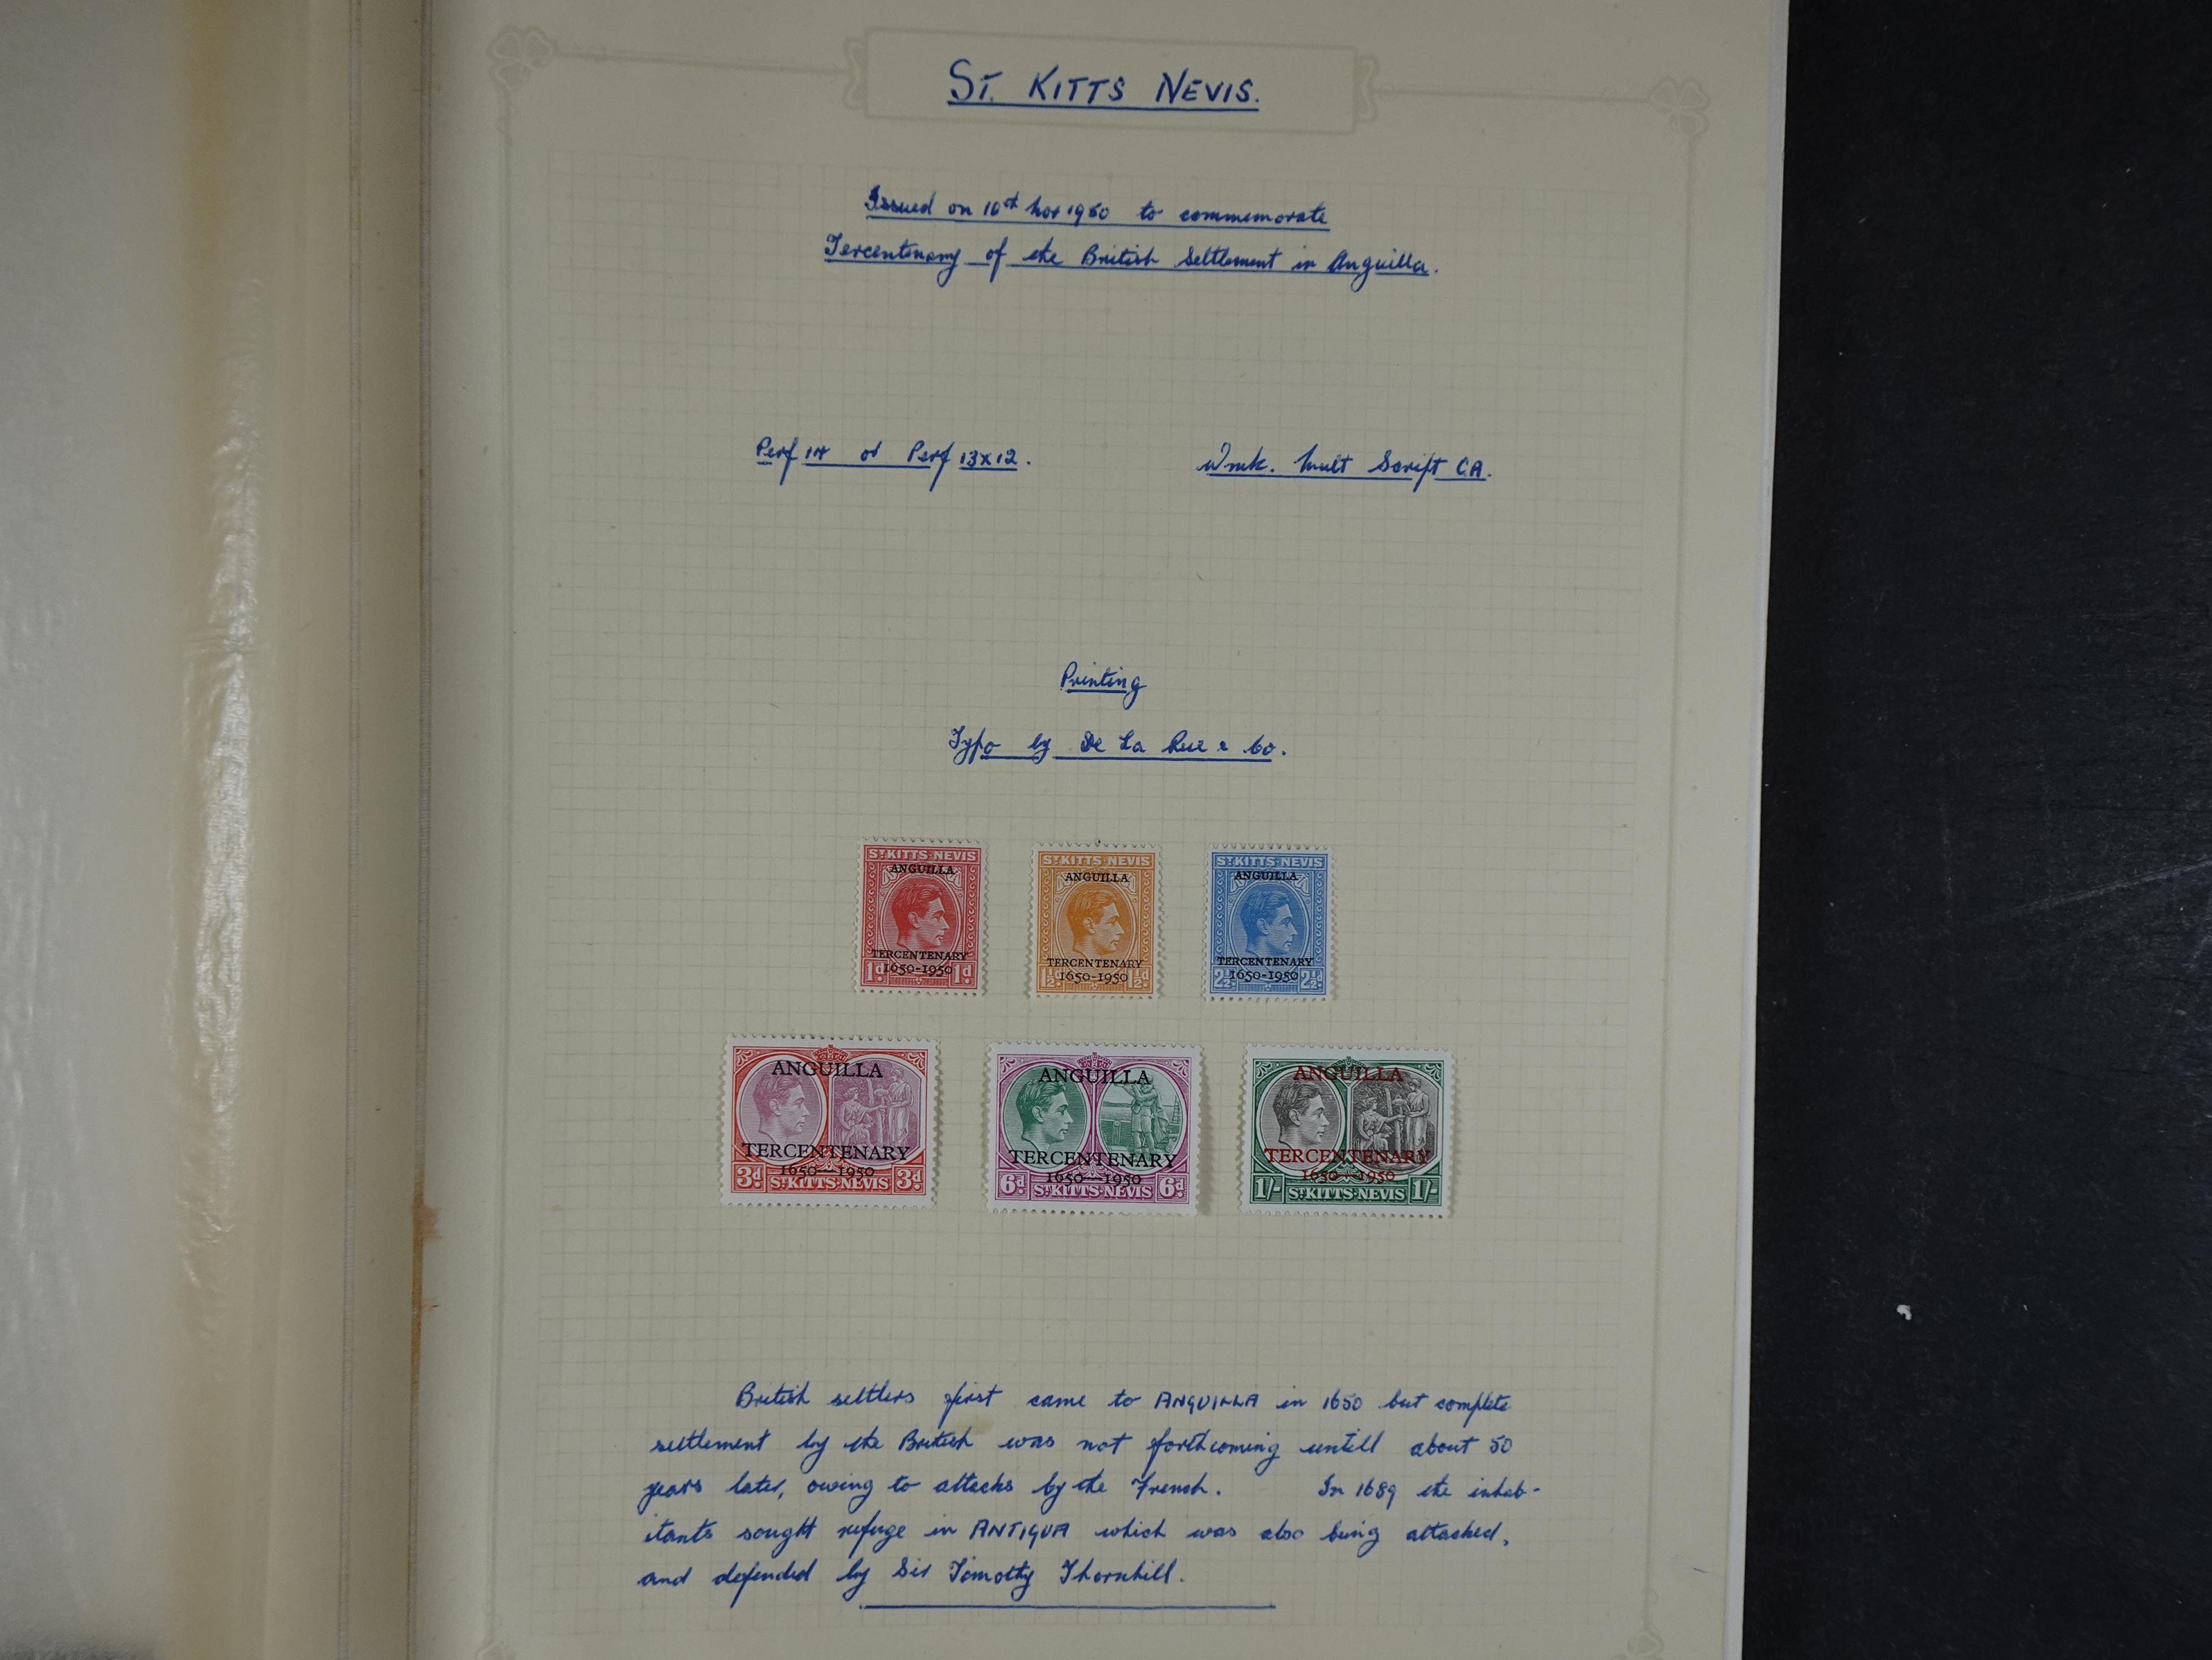 ST. KITTS NEVIS.
Issued on 10th Nov 1950 to commemorate
Tercentenary of the British Settlement in Anguilla.
Perf 14 or Perf 13x12.
Wmk. Mult Script CA.
Printing
Typo by De La Rue & Co.
ST KITTS·NEVIS
ANGUILLA
TERCENTENARY
1650-1950
1d 1d
ST KITTS·NEVIS
ANGUILLA
TERCENTENARY
1650-1950
1½d 1½d
ST KITTS·NEVIS
ANGUILLA
TERCENTENARY
1650-1950
2½d 2½d
ANGUILLA
TERCENTENARY
1650—1950
3d ST KITTS·NEVIS 3d
ANGUILLA
TERCENTENARY
1650—1950
6d ST KITTS·NEVIS 6d
ANGUILLA
TERCENTENARY
1650—1950
1/- ST KITTS·NEVIS 1/-
British settlers first came to ANGUILLA in 1650 but complete
settlement by the British was not forthcoming untill about 50
years later, owing to attacks by the French. In 1689 the inhab-
itants sought refuge in ANTIGUA which was also being attacked,
and defended by Sir Timothy Thornhill.